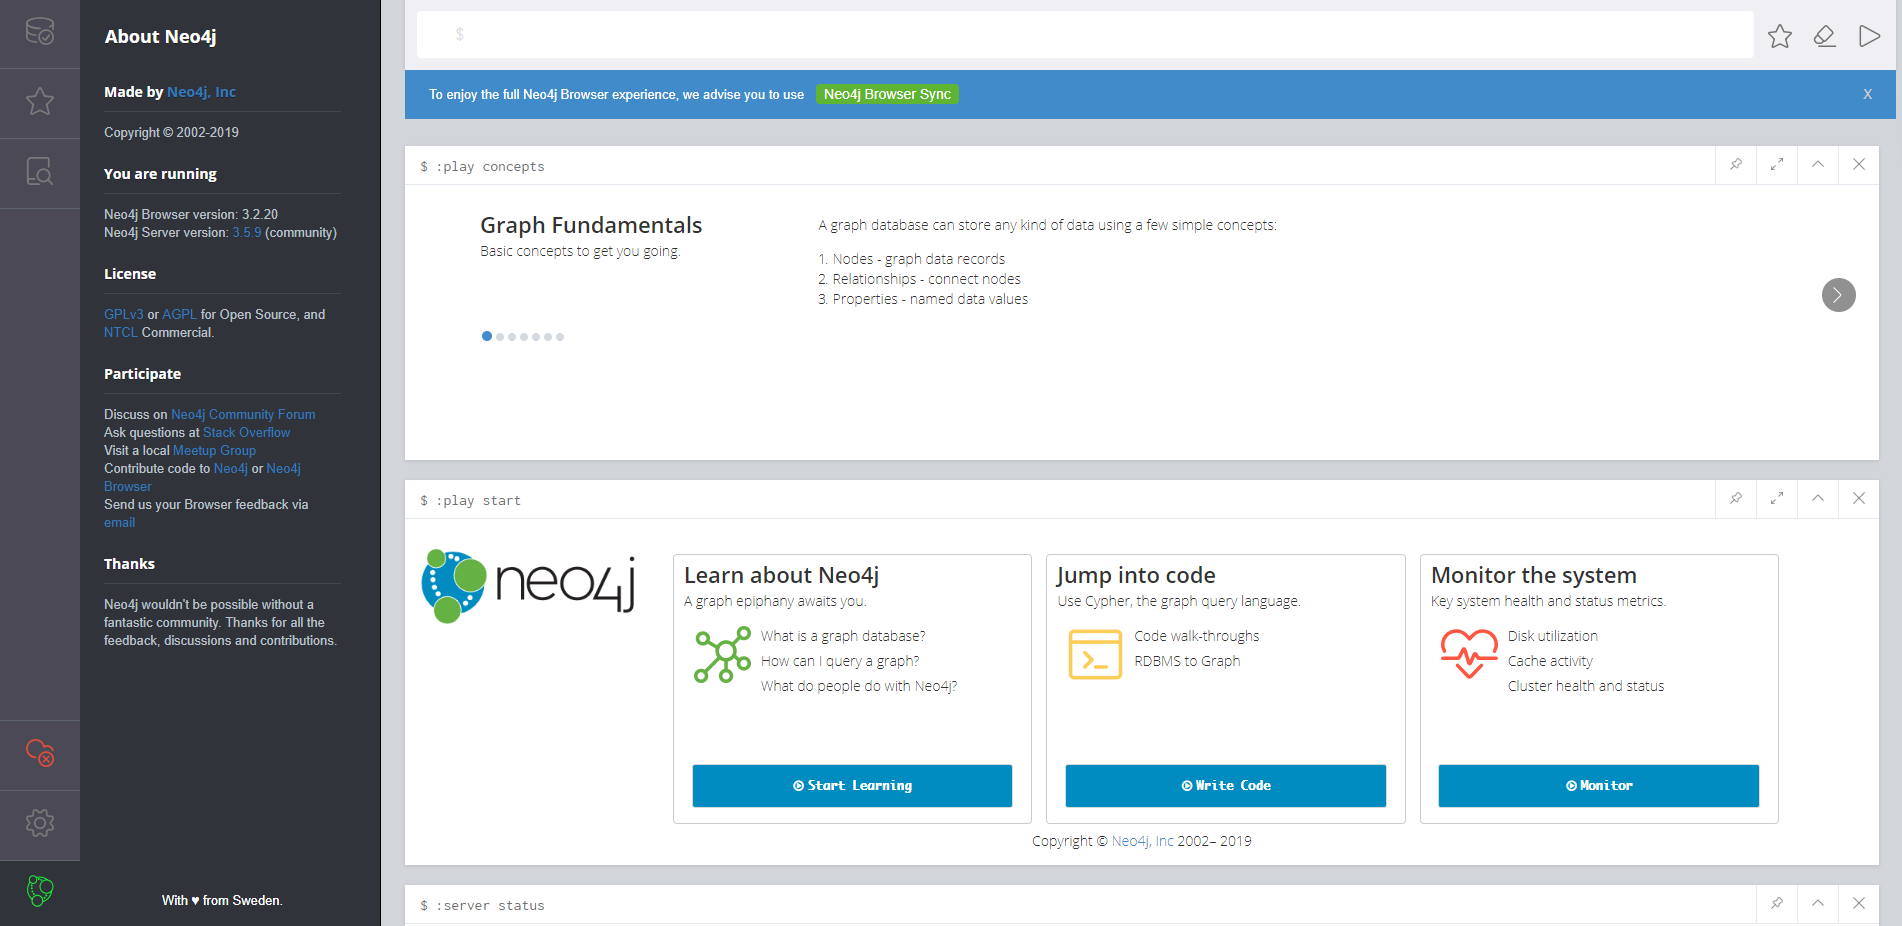 About Neo4j
Made by Neo4j, Inc
Copyright © 2002-2019
You are running
Neo4j Browser version: 3.2.20
Neo4j Server version: 3.5.9 (community)
License
GPLv3 or AGPL for Open Source, and
NTCL Commercial.
Participate
Discuss on Neo4j Community Forum
Ask questions at Stack Overflow
Visit a local Meetup Group
Contribute code to Neo4j or Neo4j
Browser
Send us your Browser feedback via
email
Thanks
Neo4j wouldn't be possible without a
fantastic community. Thanks for all the
feedback, discussions and contributions.
With ♥ from Sweden.
$
To enjoy the full Neo4j Browser experience, we advise you to use Neo4j Browser Sync X
$ :play concepts
Graph Fundamentals
Basic concepts to get you going.
A graph database can store any kind of data using a few simple concepts:
1. Nodes - graph data records
2. Relationships - connect nodes
3. Properties - named data values
$ :play start
neo4j
Learn about Neo4j
A graph epiphany awaits you.
What is a graph database?
How can I query a graph?
What do people do with Neo4j?
Start Learning
Jump into code
Use Cypher, the graph query language.
Code walk-throughs
RDBMS to Graph
Write Code
Monitor the system
Key system health and status metrics.
Disk utilization
Cache activity
Cluster health and status
Monitor
Copyright © Neo4j, Inc 2002– 2019
$ :server status